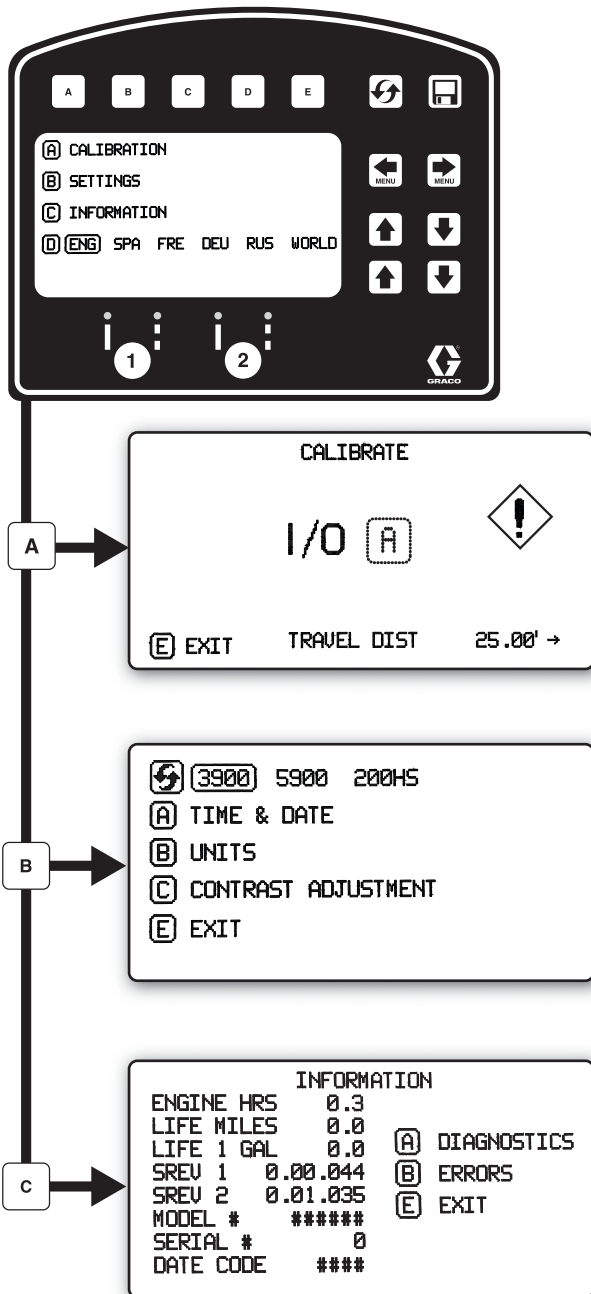 A B C D E
A CALIBRATION
B SETTINGS
C INFORMATION
D ENG SPA FRE DEU RUS WORLD
MENU MENU
1 2
GRACO
A
CALIBRATE
I/O A
!
E EXIT TRAVEL DIST 25.00' →
B
3900 5900 200HS
A TIME & DATE
B UNITS
C CONTRAST ADJUSTMENT
E EXIT
C
INFORMATION
ENGINE HRS 0.3
LIFE MILES 0.0
LIFE 1 GAL 0.0
SREV 1 0.00.044
SREV 2 0.01.035
MODEL # ######
SERIAL # 0
DATE CODE ####
A DIAGNOSTICS
B ERRORS
E EXIT